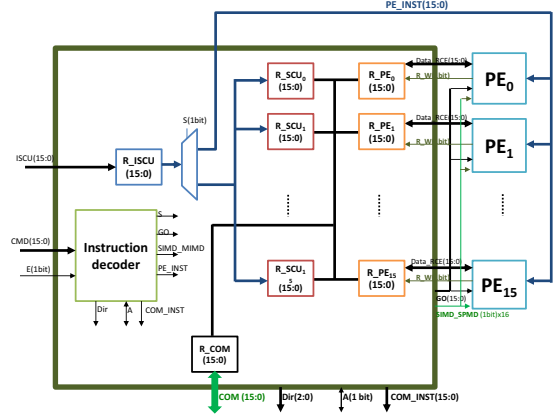 PE_INST(15:0)
R_SCU0
(15:0)
R_PE0
(15:0)
Data_RCE(15:0)
R_W(1bit)
PE0
S(1bit)
R_SCU1
(15:0)
R_PE1
(15:0)
Data_RCE(15:0)
R_W(1bit)
PE1
ISCU(15:0)
R_ISCU
(15:0)
CMD(15:0)
E(1bit)
Instruction
decoder
S
GO
SIMD_MIMD
PE_INST
Dir
A
COM_INST
R_SCU1
5
(15:0)
R_PE15
(15:0)
Data_RCE(15:0)
R_W(1bit)
PE15
GO(15:0)
SIMD_SPMD (1bit)x16
R_COM
(15:0)
COM (15:0)
Dir(2:0)
A(1 bit)
COM_INST(15:0)